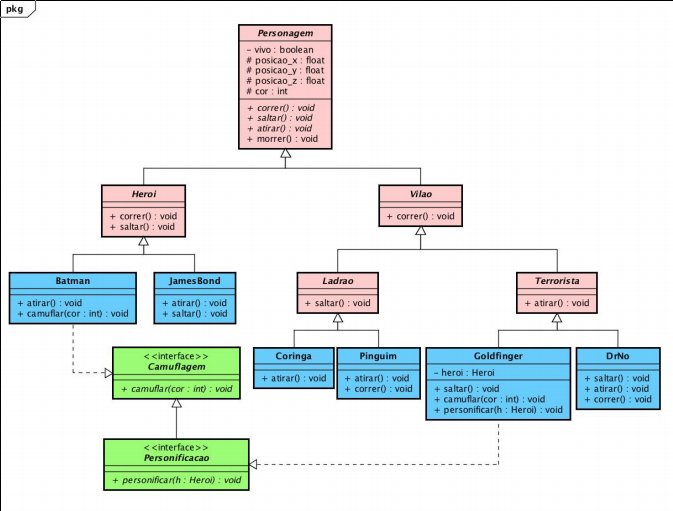 pkg
Personagem
- vivo : boolean
# posicao_x : float
# posicao_y : float
# posicao_z : float
# cor : int
+ correr() : void
+ saltar() : void
+ atirar() : void
+ morrer() : void
Heroi
+ correr() : void
+ saltar() : void
Vilao
+ correr() : void
Batman
+ atirar() : void
+ camuflar(cor : int) : void
JamesBond
+ atirar() : void
+ saltar() : void
Ladrao
+ saltar() : void
Terrorista
+ atirar() : void
Coringa
+ atirar() : void
Pinguim
+ atirar() : void
+ correr() : void
Goldfinger
- heroi : Heroi
+ saltar() : void
+ camuflar(cor : int) : void
+ personificar(h : Heroi) : void
DrNo
+ saltar() : void
+ atirar() : void
+ correr() : void
<<interface>>
Camuflagem
+ camuflar(cor : int) : void
<<interface>>
Personificacao
+ personificar(h : Heroi) : void